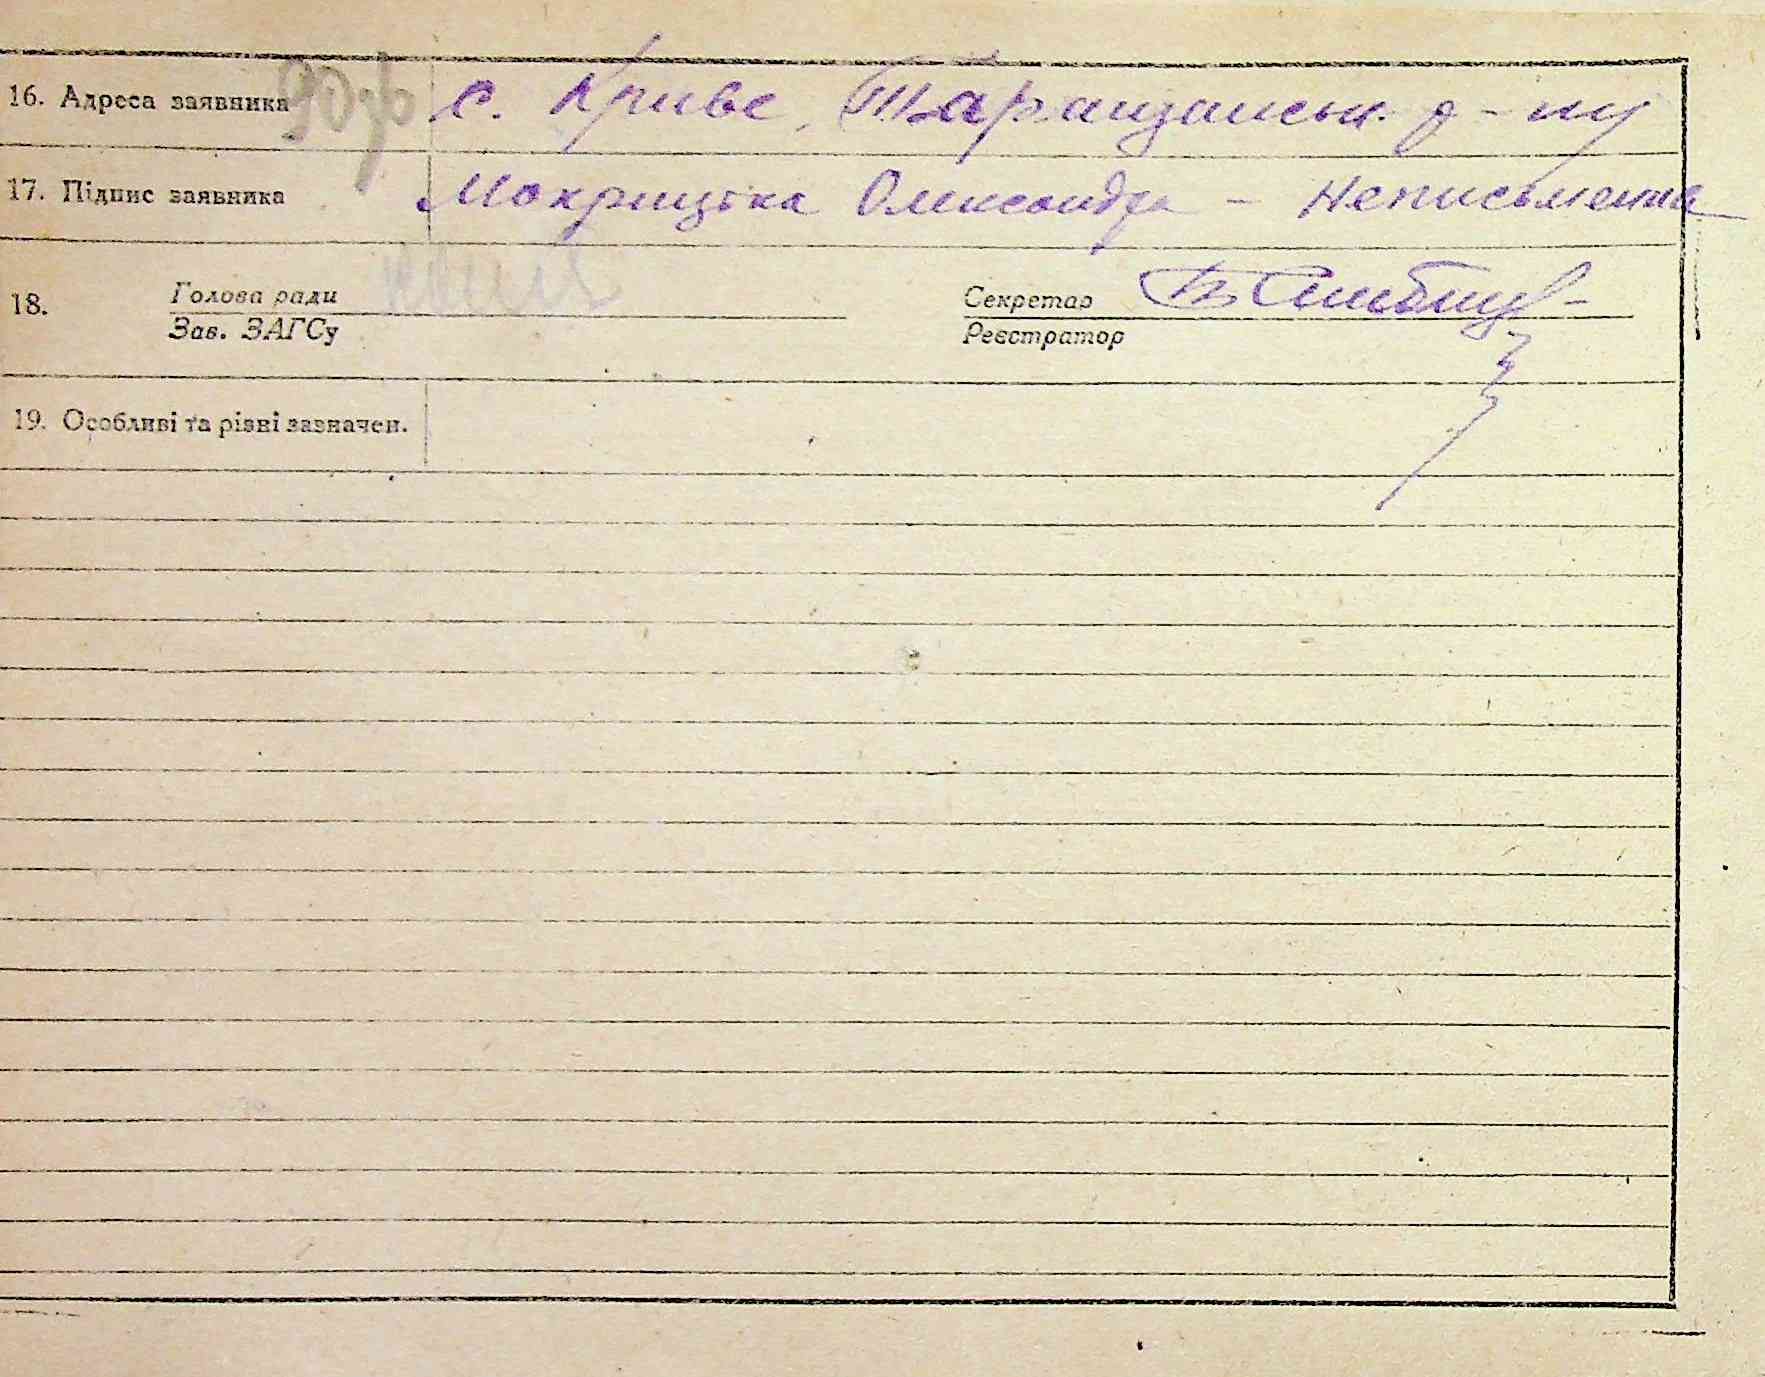 16. Адреса заявника с. Криве, Таращанськ. р-ну
17. Підпис заявника Мокрицька Олександра - Неписьменна
18. Голова ради Секретар
Зав. ЗАГСу Реєстратор
19. Особливі та різні зазначен.